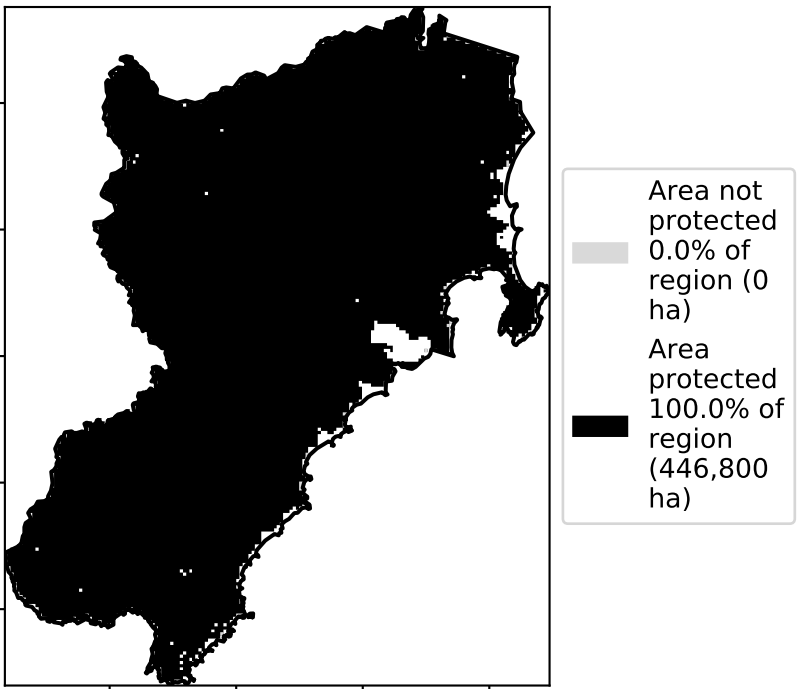 Area not
protected
0.0% of
region (0
ha)
Area
protected
100.0% of
region
(446,800
ha)